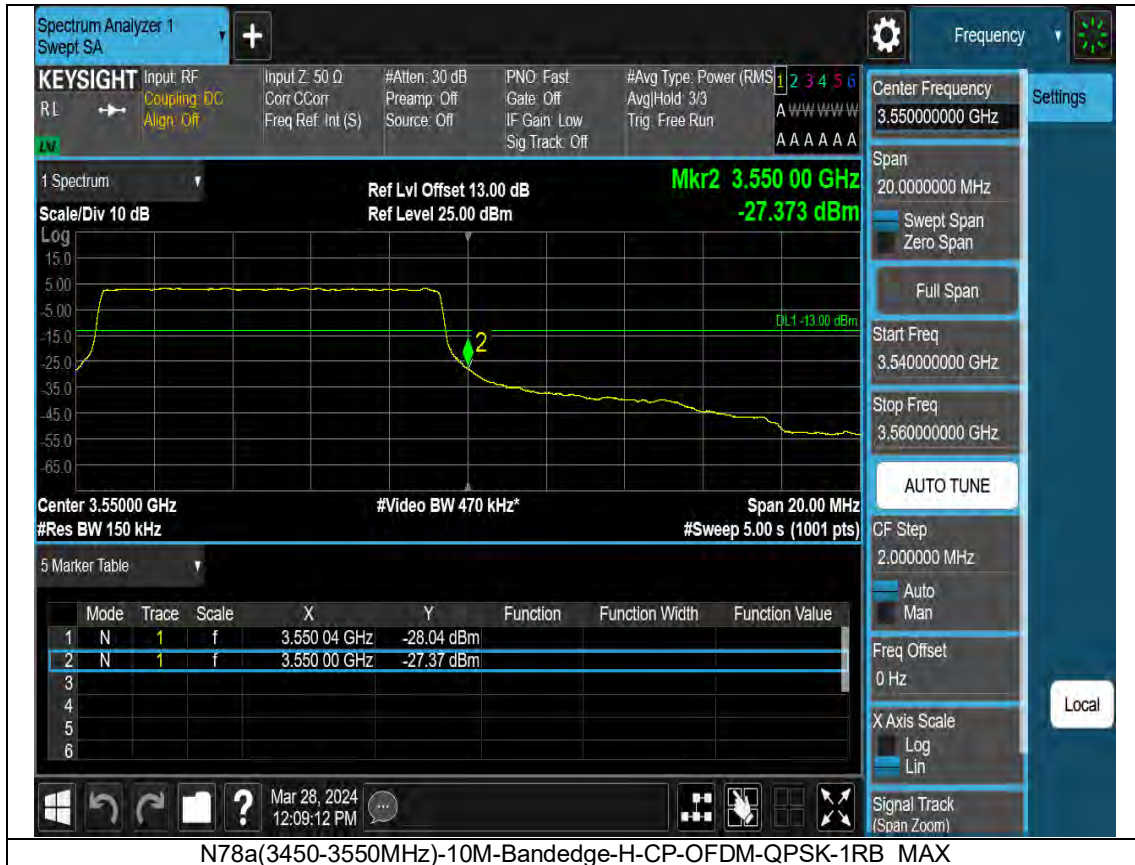 Spectrum Analyzer 1
Swept SA
+
Frequency
KEYSIGHT
RL
Input: RF
Coupling: DC
Align: Off
Input Z: 50 Ω
Corr CCorr
Freq Ref: Int (S)
#Atten: 30 dB
Preamp: Off
Source: Off
PNO: Fast
Gate: Off
IF Gain: Low
Sig Track: Off
#Avg Type: Power (RMS
Avg|Hold: 3/3
Trig: Free Run
1 2 3 4 5 6
A W W W W W
A A A A A A
1 Spectrum
Scale/Div 10 dB
Ref Lvl Offset 13.00 dB
Ref Level 25.00 dBm
Mkr2 3.550 00 GHz
-27.373 dBm
Log
15.0
5.00
-5.00
-15.0
-25.0
-35.0
-45.0
-55.0
-65.0
DL1 -13.00 dBm
2
Center 3.55000 GHz
#Video BW 470 kHz*
Span 20.00 MHz
#Res BW 150 kHz
#Sweep 5.00 s (1001 pts)
5 Marker Table
Mode Trace Scale X Y Function Function Width Function Value
1 N 1 f 3.550 04 GHz -28.04 dBm
2 N 1 f 3.550 00 GHz -27.37 dBm
3
4
5
6
?
Mar 28, 2024
12:09:12 PM
Center Frequency
3.550000000 GHz
Settings
Span
20.0000000 MHz
Swept Span
Zero Span
Full Span
Start Freq
3.540000000 GHz
Stop Freq
3.560000000 GHz
AUTO TUNE
CF Step
2.000000 MHz
Auto
Man
Freq Offset
0 Hz
X Axis Scale
Log
Lin
Local
Signal Track
(Span Zoom)
N78a(3450-3550MHz)-10M-Bandedge-H-CP-OFDM-QPSK-1RB_MAX